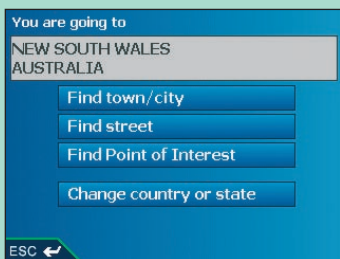 You are going to
NEW SOUTH WALES
AUSTRALIA
Find town/city
Find street
Find Point of Interest
Change country or state
ESC